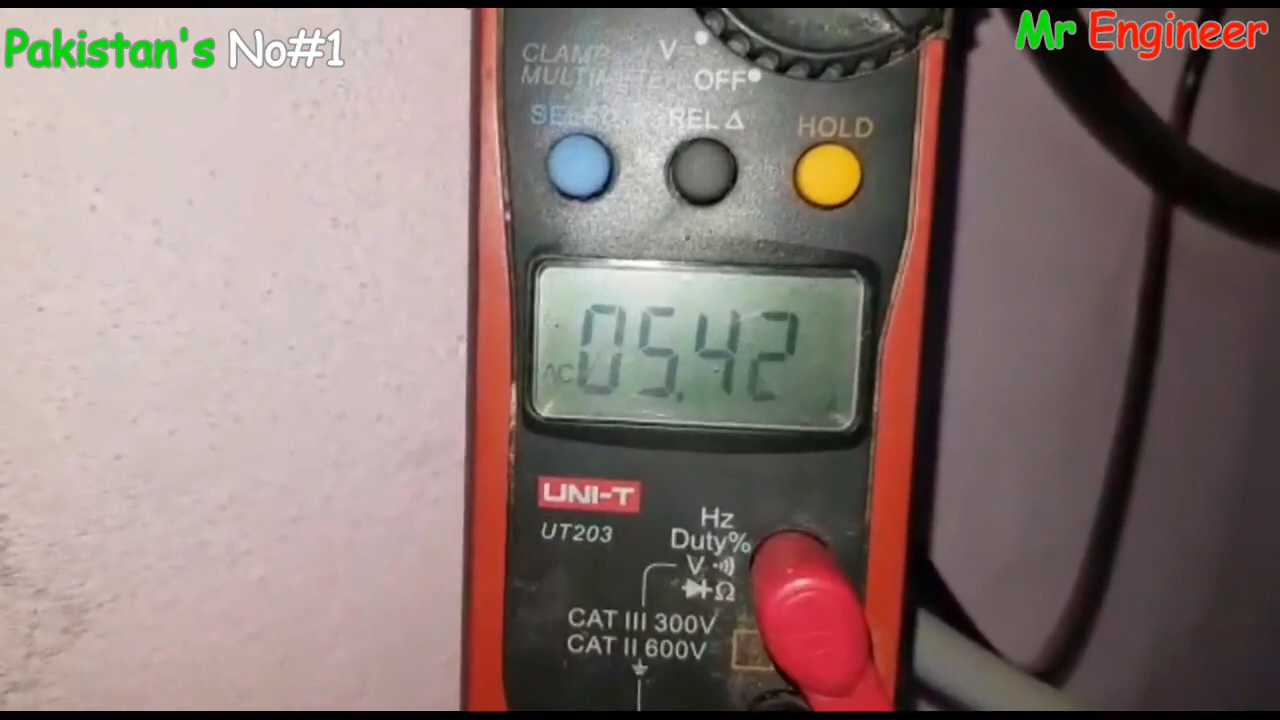 Pakistan's No#1
Mr Engineer
CLAMP
MULTIMETER
V
OFF
SELECT
REL Δ
HOLD
AC 05.42
UNI-T
UT203
Hz
Duty%
V
Ω
CAT III 300V
CAT II 600V